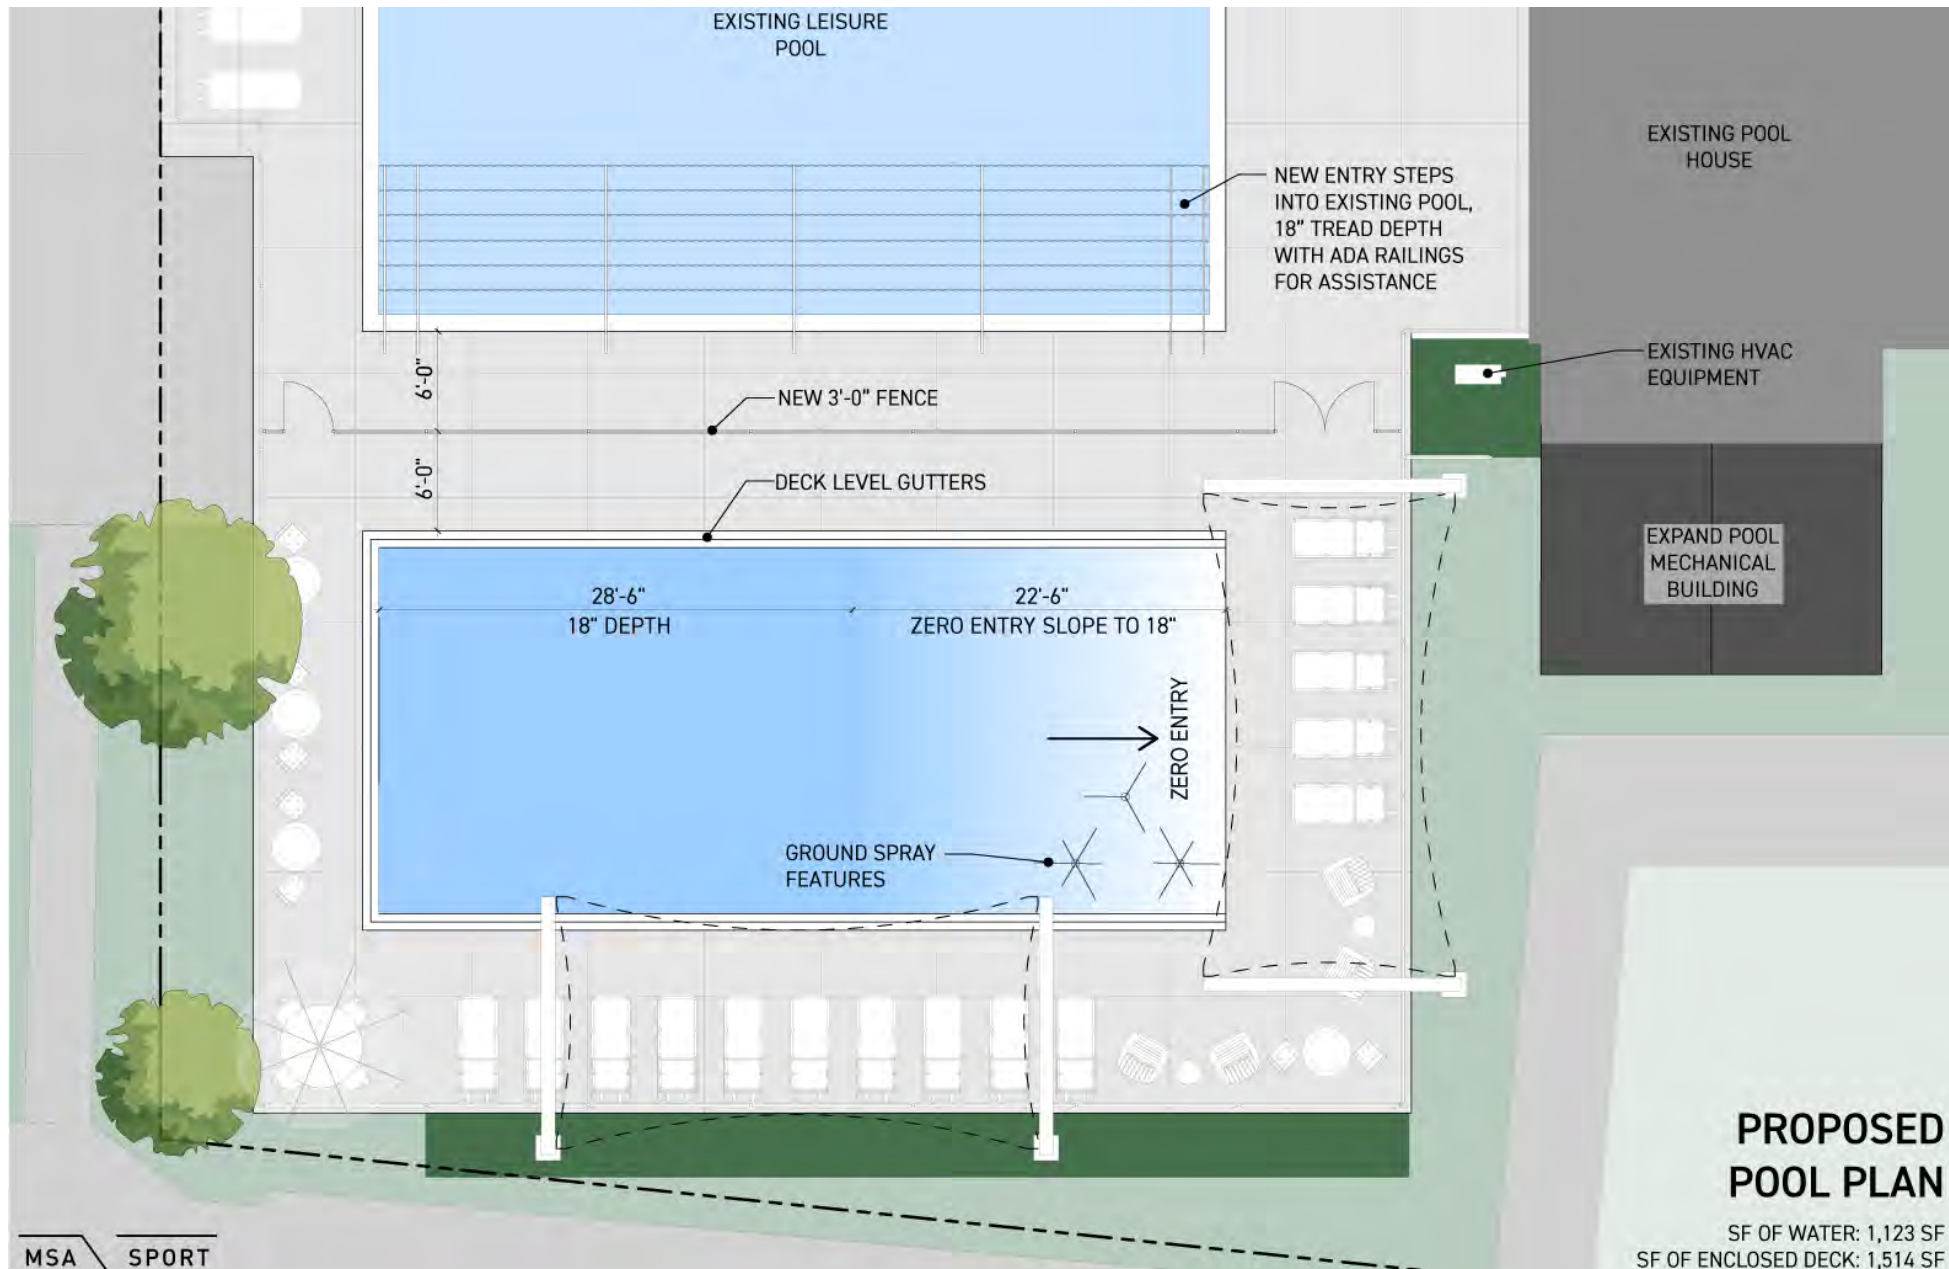 EXISTING LEISURE
POOL
EXISTING POOL
HOUSE
NEW ENTRY STEPS
INTO EXISTING POOL,
18" TREAD DEPTH
WITH ADA RAILINGS
FOR ASSISTANCE
EXISTING HVAC
EQUIPMENT
6'-0"
NEW 3'-0" FENCE
6'-0"
DECK LEVEL GUTTERS
EXPAND POOL
MECHANICAL
BUILDING
28'-6"
18" DEPTH
22'-6"
ZERO ENTRY SLOPE TO 18"
ZERO ENTRY
GROUND SPRAY
FEATURES
PROPOSED
POOL PLAN
SF OF WATER: 1,123 SF
SF OF ENCLOSED DECK: 1,514 SF
MSA SPORT